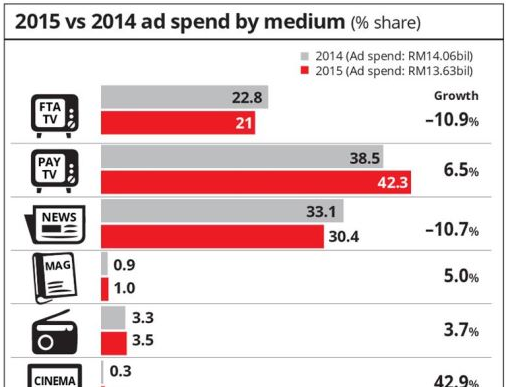 2015 vs 2014 ad spend by medium (% share)
2014 (Ad spend: RM14.06bil)
2015 (Ad spend: RM13.63bil)
Growth
FTA
TV
22.8
21
–10.9%
PAY
TV
38.5
42.3
6.5%
NEWS
33.1
30.4
–10.7%
MAG
0.9
1.0
5.0%
3.3
3.5
3.7%
CINEMA
0.3
42.9%